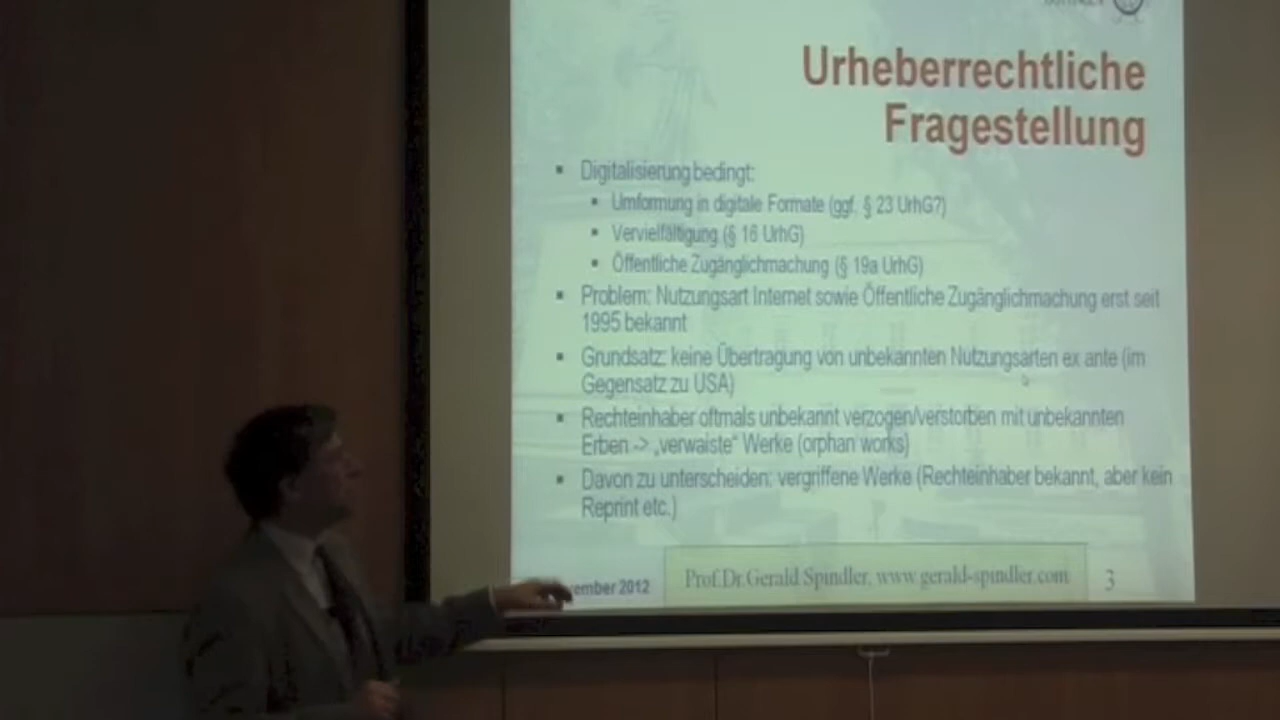 Urheberrechtliche
Fragestellung
▪ Digitalisierung bedingt:
▪ Umformung in digitale Formate (ggf. § 23 UrhG?)
▪ Vervielfältigung (§ 16 UrhG)
▪ Öffentliche Zugänglichmachung (§ 19a UrhG)
▪ Problem: Nutzungsart Internet sowie Öffentliche Zugänglichmachung erst seit
1995 bekannt
▪ Grundsatz: keine Übertragung von unbekannten Nutzungsarten ex ante (im
Gegensatz zu USA)
▪ Rechteinhaber oftmals unbekannt verzogen/verstorben mit unbekannten
Erben -> „verwaiste“ Werke (orphan works)
▪ Davon zu unterscheiden: vergriffene Werke (Rechteinhaber bekannt, aber kein
Reprint etc.)
ember 2012
Prof.Dr.Gerald Spindler, www.gerald-spindler.com
3